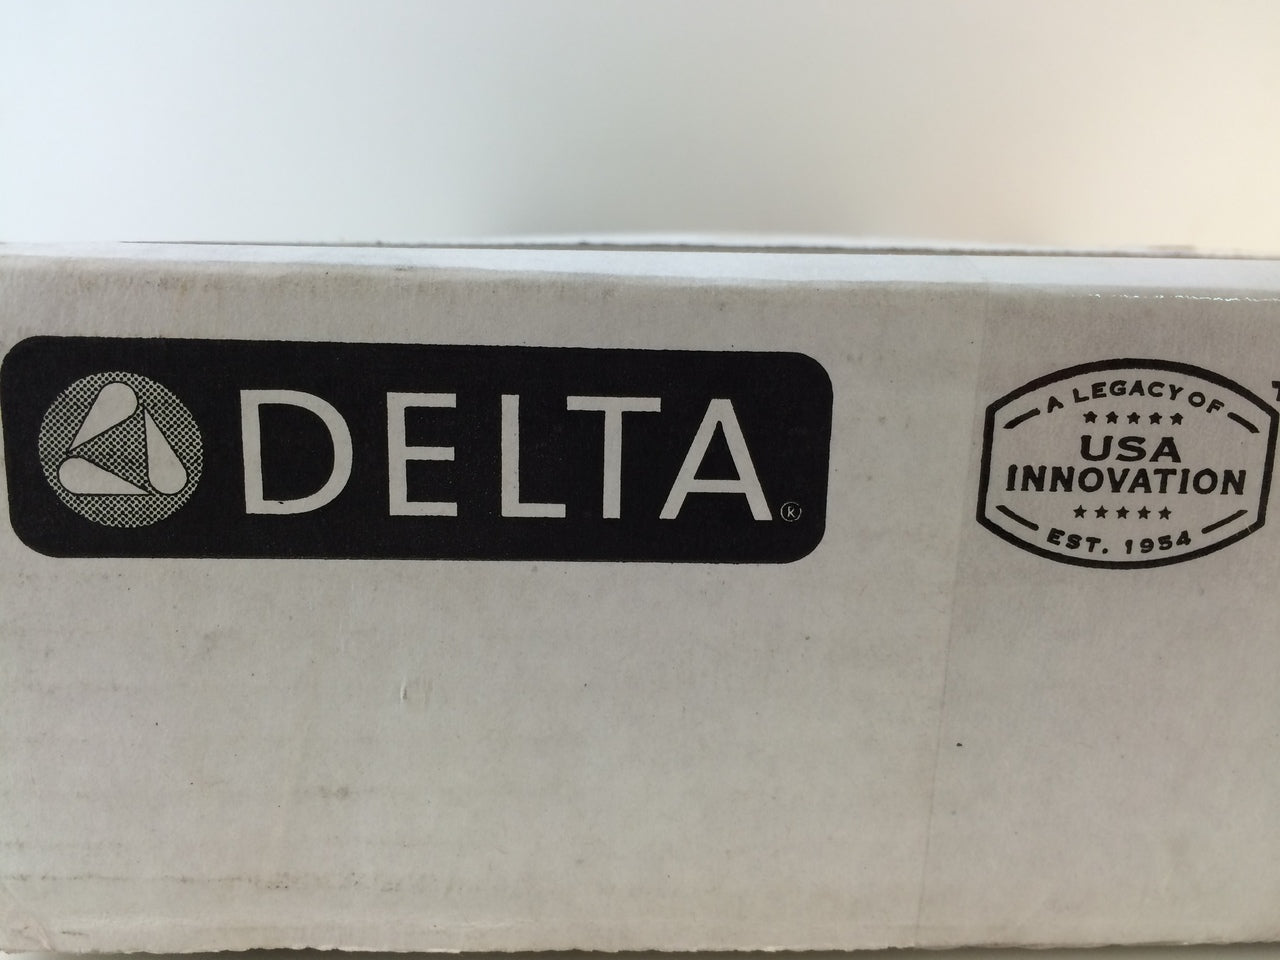 DELTA®
A LEGACY OF
USA
INNOVATION
EST. 1954